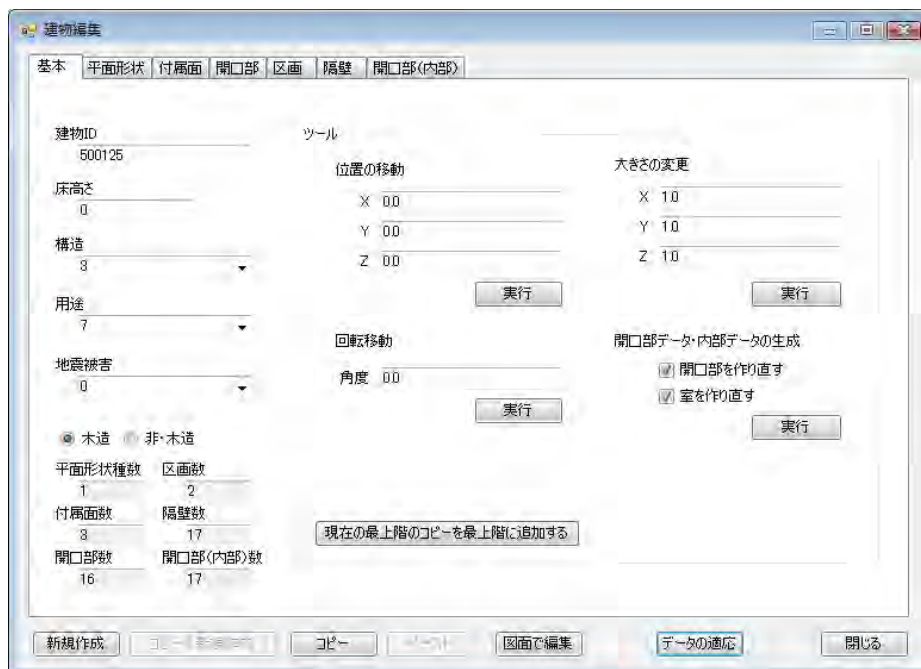 建物編集
基本 平面形状 付属面 開口部 区画 隔壁 開口部(内部)
建物ID
500125
床高さ
0
構造
3
用途
7
地震被害
0
木造 非・木造
平面形状種数 区画数
1 2
付属面数 隔壁数
3 17
開口部数 開口部(内部)数
16 17
ツール
位置の移動
X 0.0
Y 0.0
Z 0.0
実行
回転移動
角度 0.0
実行
現在の最上階のコピーを最上階に追加する
大きさの変更
X 1.0
Y 1.0
Z 1.0
実行
開口部データ・内部データの生成
開口部を作り直す
室を作り直す
実行
新規作成 コピー ペースト 図面で編集 データの適応 閉じる